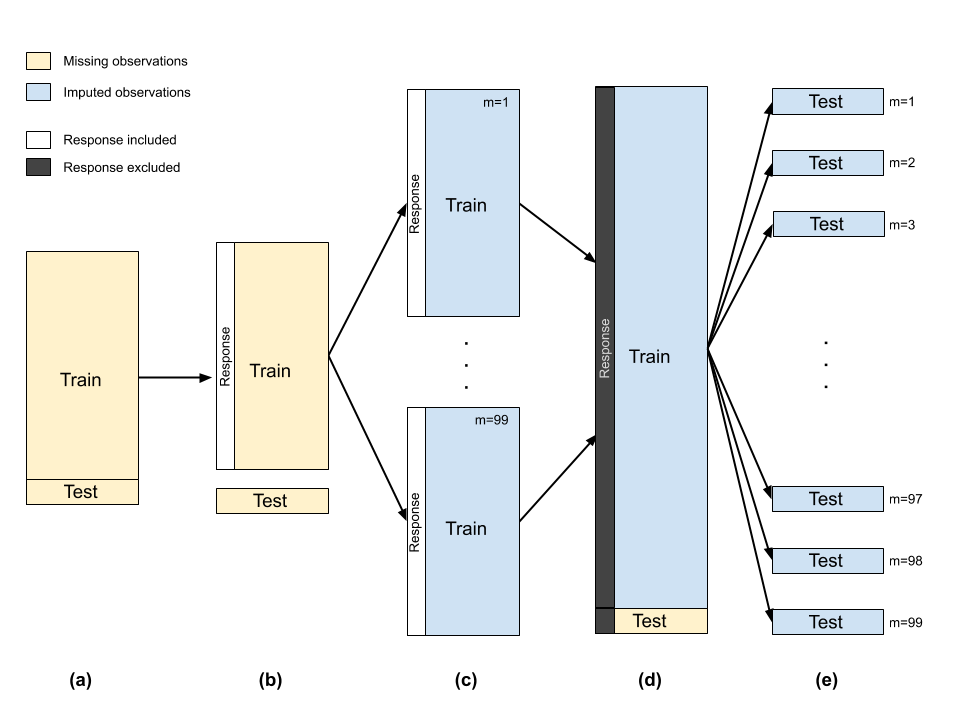 Missing observations
Imputed observations
Response included
Response excluded
Train
Test
(a)
Response
Train
Test
(b)
m=1
Response
Train
.
.
.
m=99
Response
Train
(c)
Response
Train
Test
(d)
Test m=1
Test m=2
Test m=3
.
.
.
Test m=97
Test m=98
Test m=99
(e)